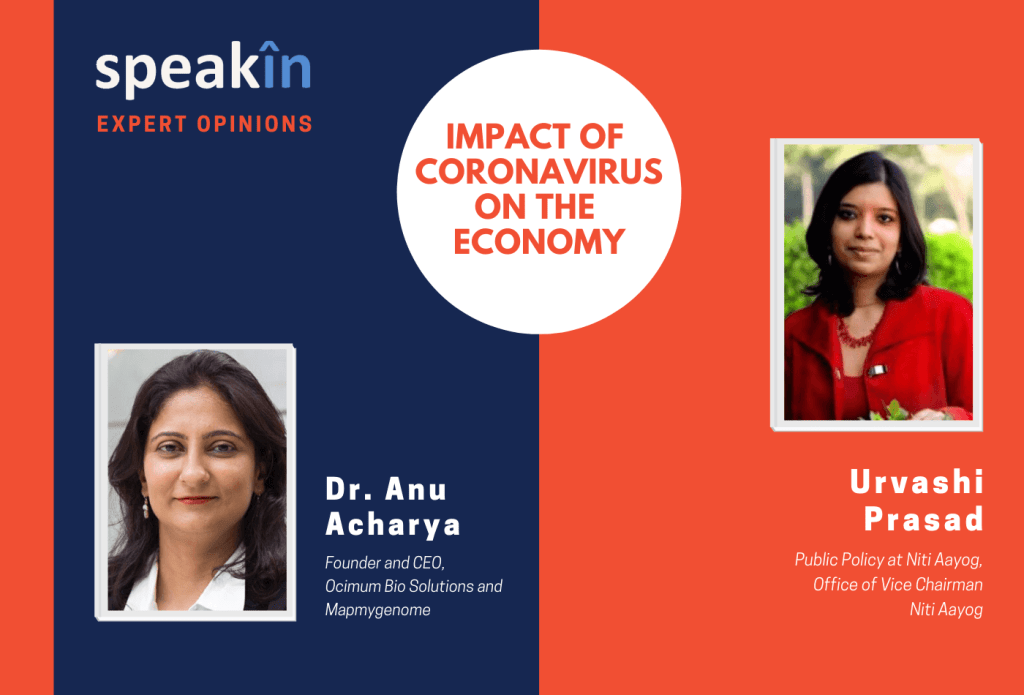 speakîn
EXPERT OPINIONS
IMPACT OF
CORONAVIRUS
ON THE
ECONOMY
Dr. Anu
Acharya
Founder and CEO,
Ocimum Bio Solutions and
Mapmygenome
Urvashi
Prasad
Public Policy at Niti Aayog,
Office of Vice Chairman
Niti Aayog